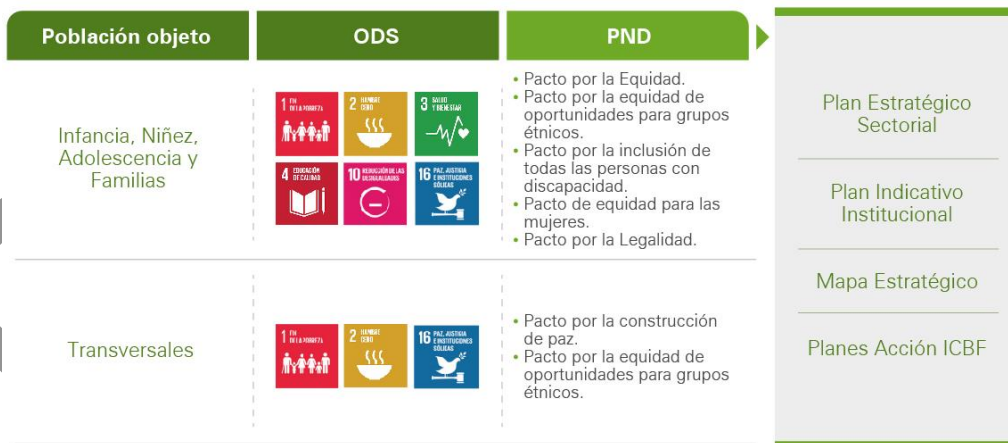 Población objeto
ODS
PND
Infancia, Niñez,
Adolescencia y
Familias
1 FIN
DE LA POBREZA
2 HAMBRE
CERO
3 SALUD
Y BIENESTAR
4 EDUCACIÓN
DE CALIDAD
10 REDUCCIÓN DE LAS
DESIGUALDADES
16 PAZ, JUSTICIA
E INSTITUCIONES
SÓLIDAS
• Pacto por la Equidad.
• Pacto por la equidad de
oportunidades para grupos
étnicos.
• Pacto por la inclusión de
todas las personas con
discapacidad.
• Pacto de equidad para las
mujeres.
• Pacto por la Legalidad.
Transversales
1 FIN
DE LA POBREZA
2 HAMBRE
CERO
16 PAZ, JUSTICIA
E INSTITUCIONES
SÓLIDAS
• Pacto por la construcción
de paz.
• Pacto por la equidad de
oportunidades para grupos
étnicos.
Plan Estratégico
Sectorial
Plan Indicativo
Institucional
Mapa Estratégico
Planes Acción ICBF